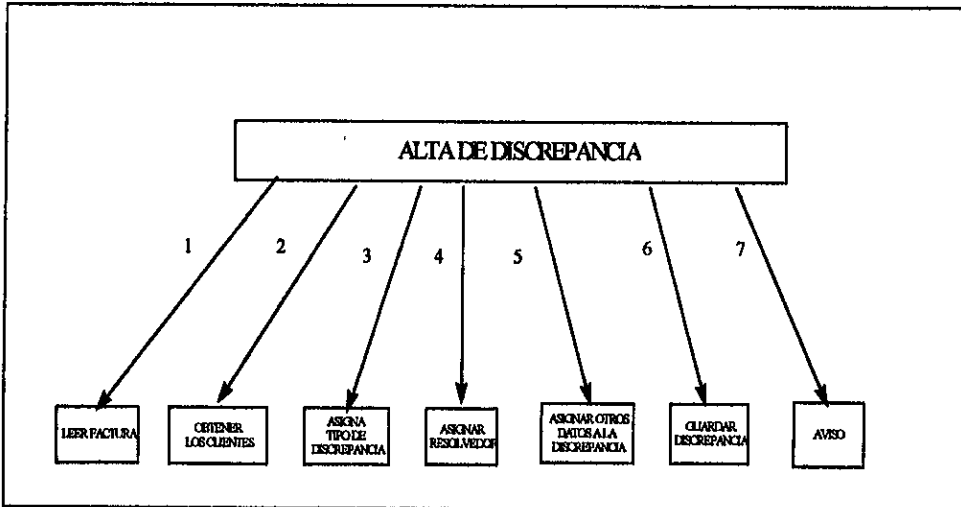 ALTA DE DISCREPANCIA
1
2
3
4
5
6
7
LEER FACTURA
OBTENER
LOS CLIENTES
ASIGNA
TIPO DE
DISCREPANCIA
ASIGNAR
RESOLVEDOR
ASIGNAR OTROS
DATOS A LA
DISCREPANCIA
GUARDAR
DISCREPANCIA
AVISO